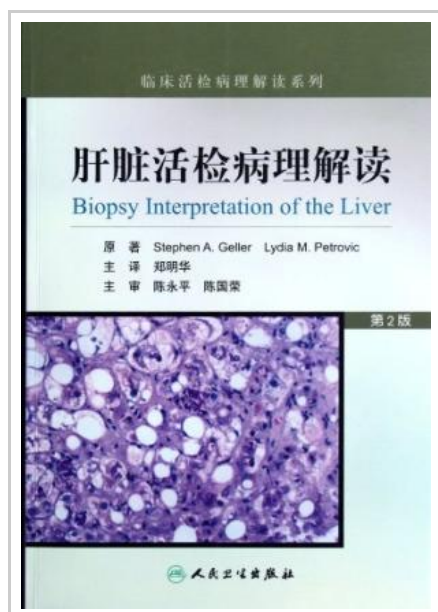 临床活检病理解读系列
肝脏活检病理解读
Biopsy Interpretation of the Liver
原 著 Stephen A. Geller Lydia M. Petrovic
主 译 郑明华
主 审 陈永平 陈国荣
第2版
人民卫生出版社